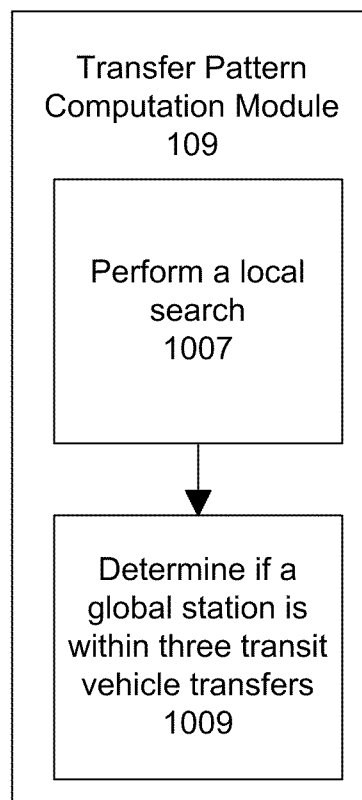 Transfer Pattern
Computation Module
109
Perform a local
search
1007
Determine if a
global station is
within three transit
vehicle transfers
1009